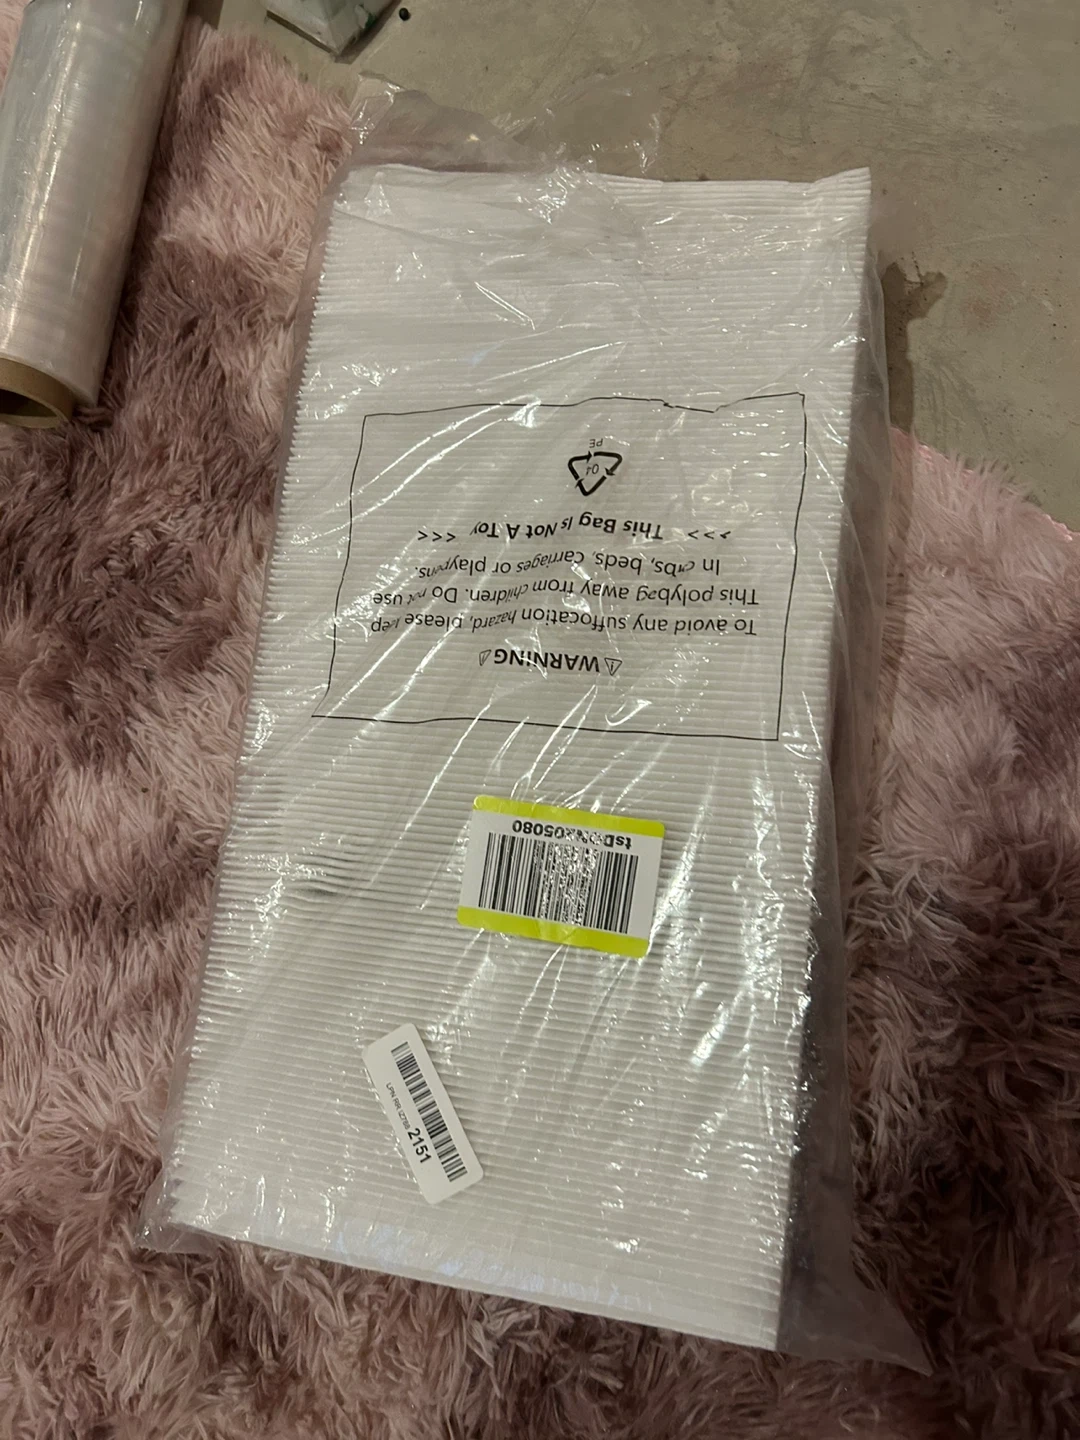 ⚠WARNING⚠
To avoid any suffocation hazard, please keep
This polybag away from children. Do not use
In cribs, beds, carriages or playpens.
>>> This Bag Is Not A Toy <<<
04
PE
2151